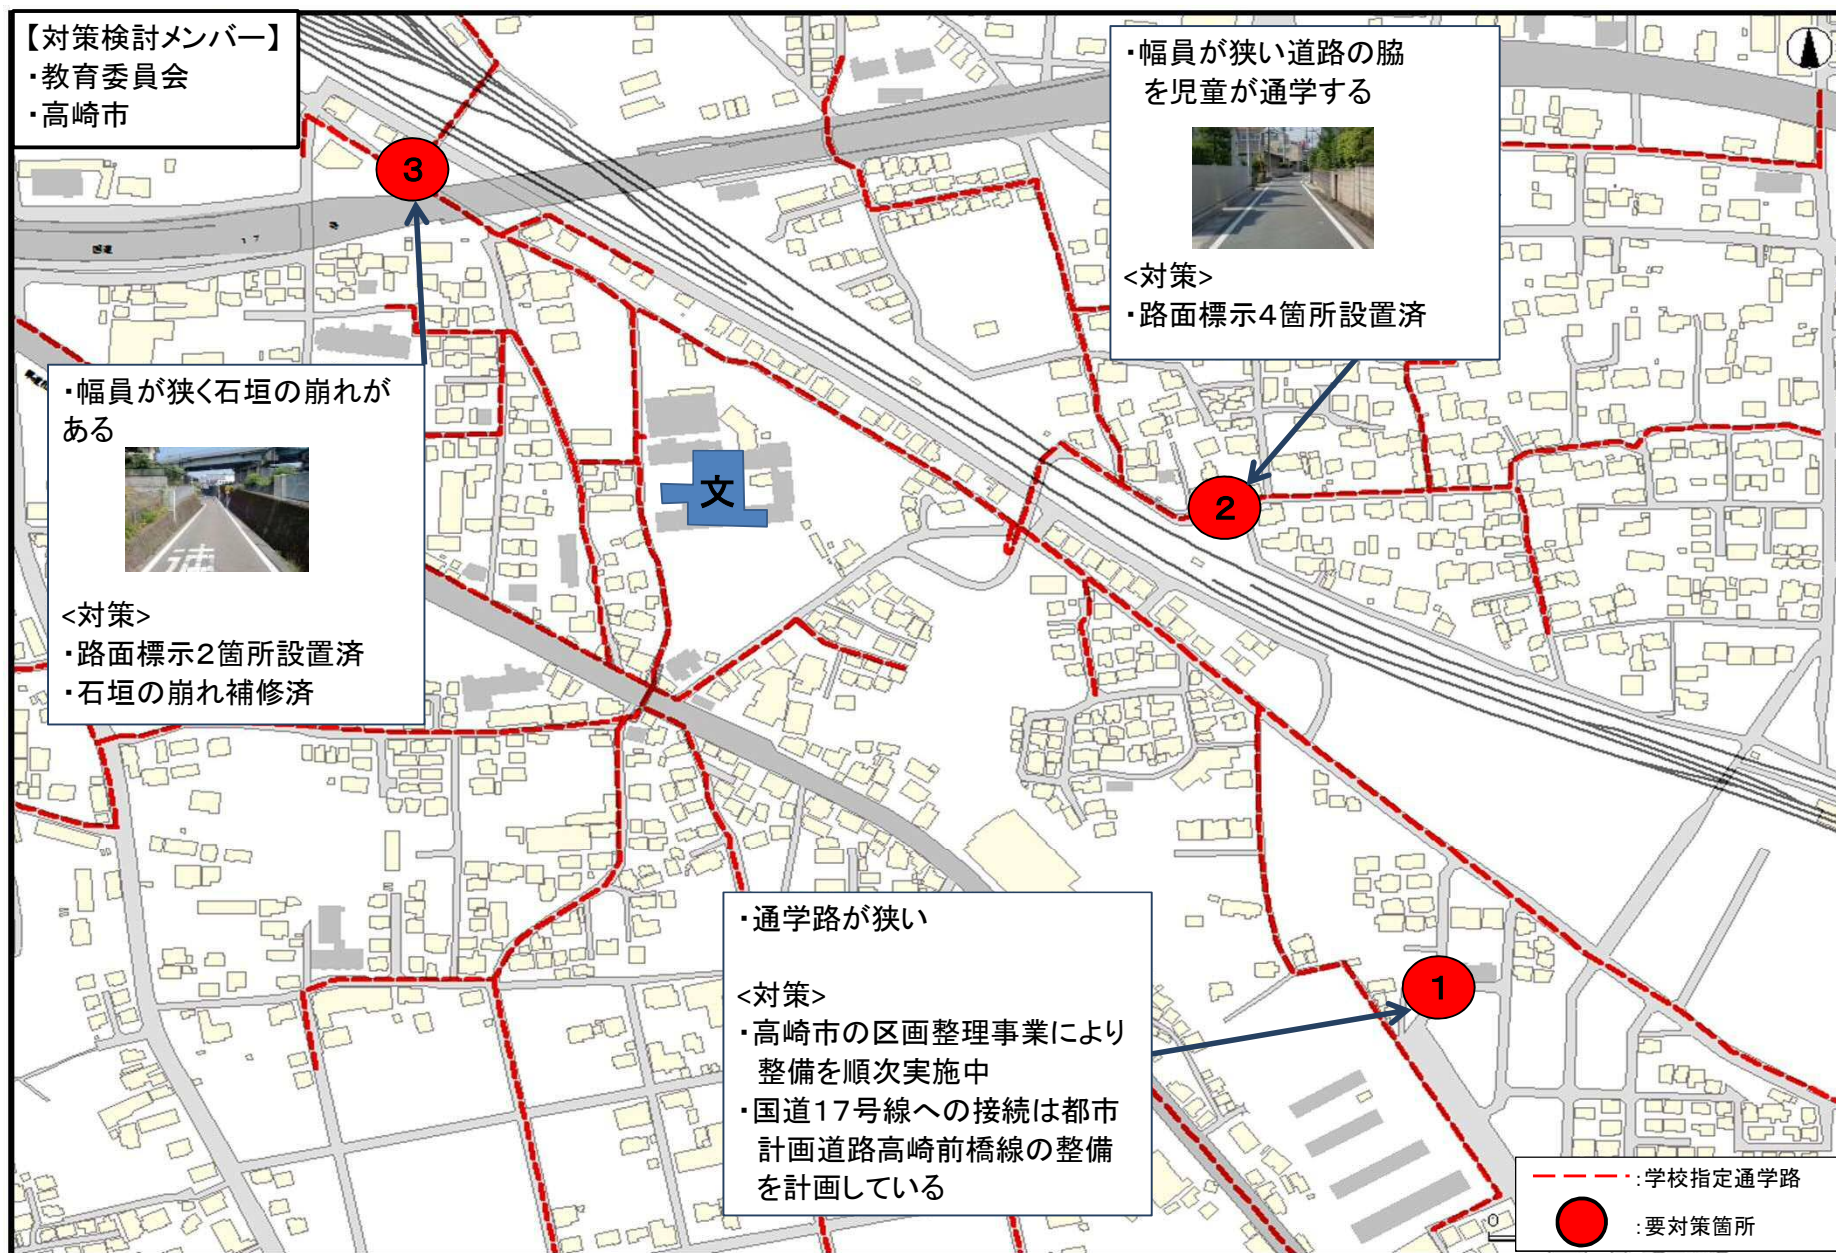 【対策検討メンバー】
・教育委員会
・高崎市
・幅員が狭い道路の脇
を児童が通学する
<対策>
・路面標示4箇所設置済
3
国道
1 7
号
・幅員が狭く石垣の崩れが
ある
速
<対策>
・路面標示2箇所設置済
・石垣の崩れ補修済
文
2
・通学路が狭い
<対策>
・高崎市の区画整理事業により
整備を順次実施中
・国道17号線への接続は都市
計画道路高崎前橋線の整備
を計画している
1
:学校指定通学路
:要対策箇所
0